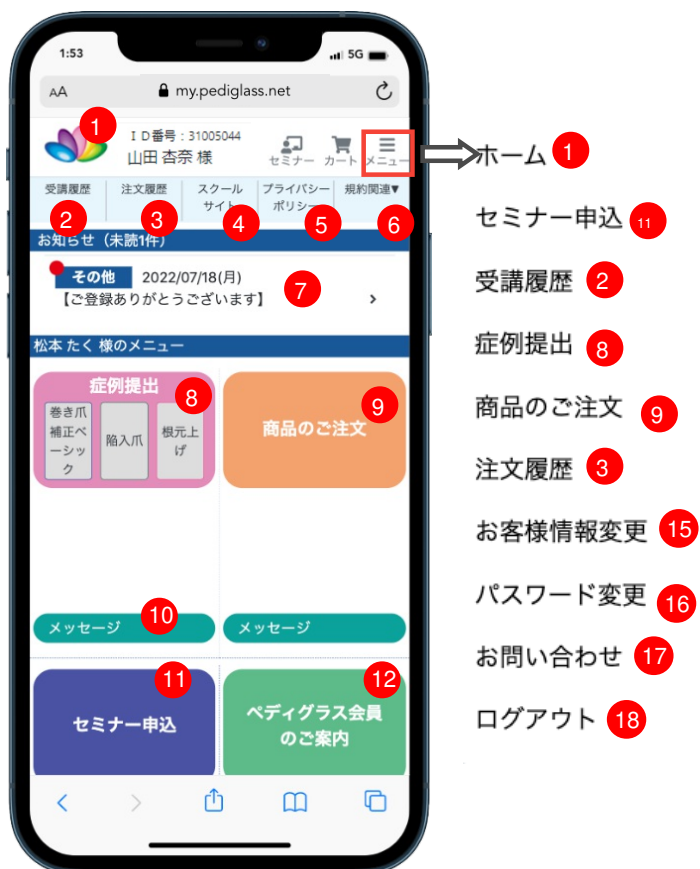 1:53
5G
AA
my.pediglass.net
1
ID番号:31005044
山田 杏奈 様
セミナー
カート
メニュー
受講履歴
注文履歴
スクール
サイト
プライバシー
ポリシー
規約関連▼
2
3
4
5
6
お知らせ(未読1件)
その他
2022/07/18(月)
【ご登録ありがとうございます】
7
松本 たく 様のメニュー
症例提出
8
巻き爪
補正ベ
ーシッ
ク
陥入爪
根元上
げ
商品のご注文
9
メッセージ
10
メッセージ
セミナー申込
11
ペディグラス会員
のご案内
12
ホーム 1
セミナー申込 11
受講履歴 2
症例提出 8
商品のご注文 9
注文履歴 3
お客様情報変更 15
パスワード変更 16
お問い合わせ 17
ログアウト 18